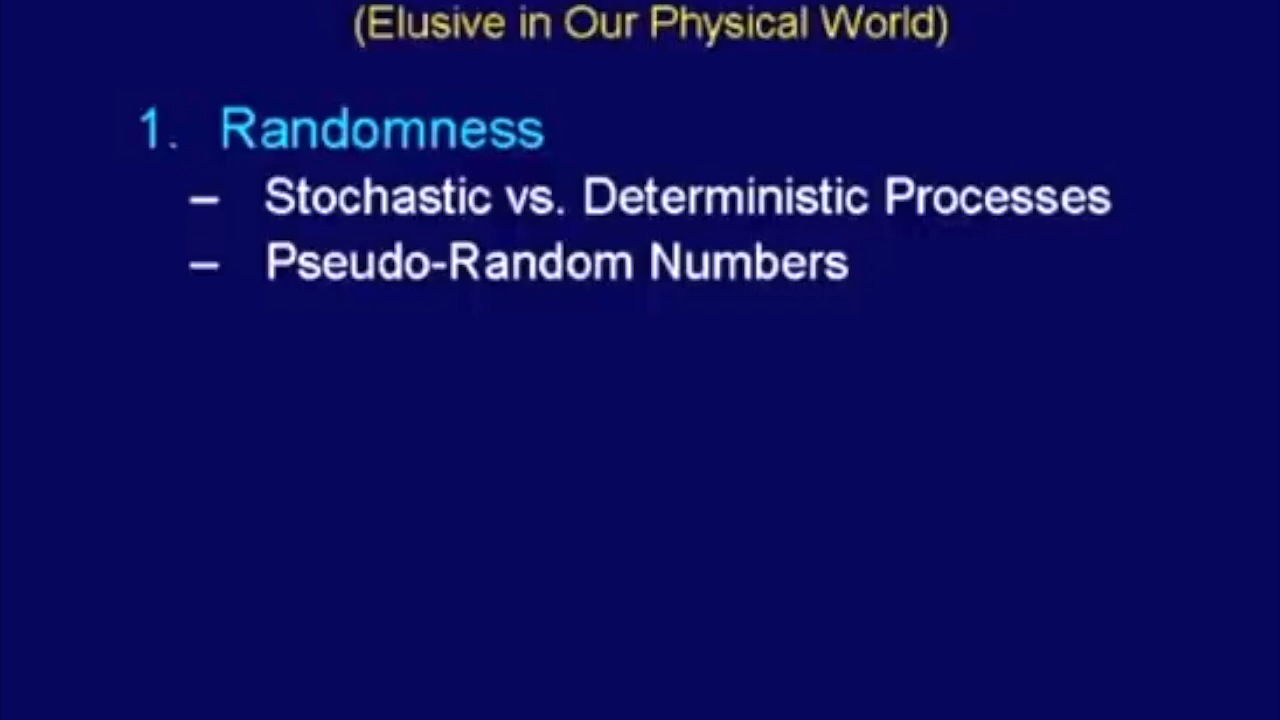 (Elusive in Our Physical World)
1. Randomness
– Stochastic vs. Deterministic Processes
– Pseudo-Random Numbers